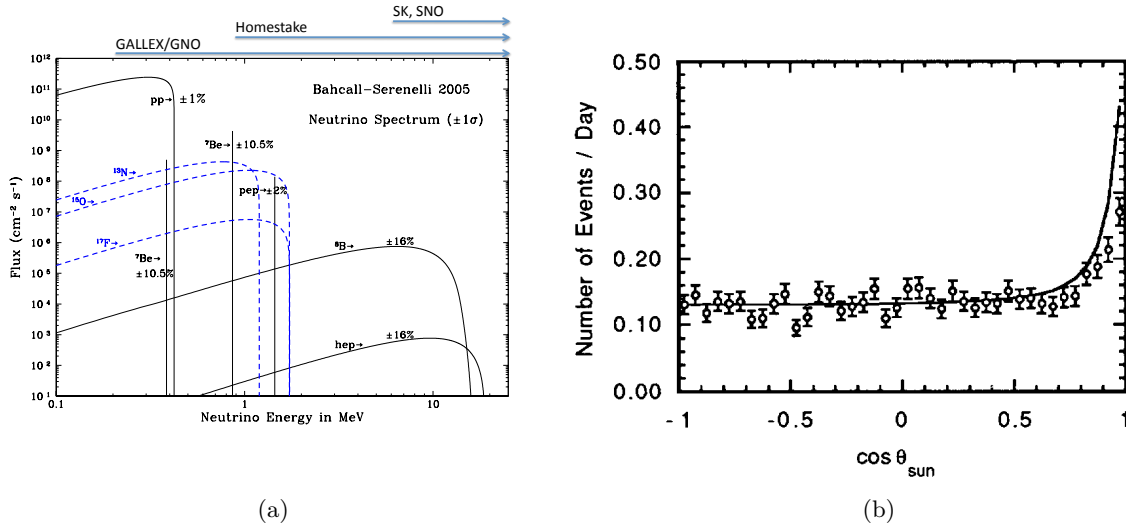 SK, SNO
Homestake
GALLEX/GNO
Bahcall-Serenelli 2005
Neutrino Spectrum (±1σ)
pp→ ±1%
⁷Be→ ±10.5%
¹³N→
pep→±2%
¹⁵O→
¹⁷F→
⁸B→ ±16%
⁷Be→
±10.5%
hep→ ±16%
Flux (cm⁻² s⁻¹)
10¹²
10¹¹
10¹⁰
10⁹
10⁸
10⁷
10⁶
10⁵
10⁴
10³
10²
10¹
0.1 1 10
Neutrino Energy in MeV
(a)
Number of Events / Day
0.50
0.40
0.30
0.20
0.10
0.00
-1 -0.5 0 0.5 1
cos θsun
(b)